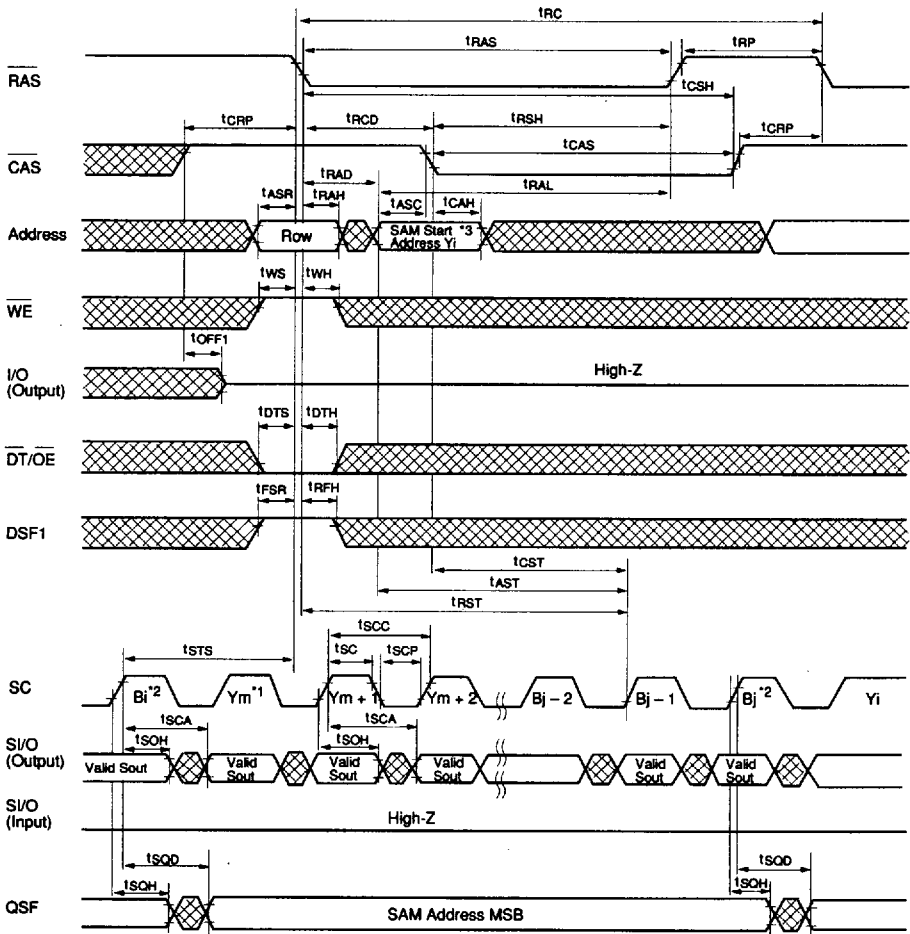 tRC
tRAS
tRP
RAS
tCSH
tCRP
tRCD
tRSH
tCRP
CAS
tCAS
tRAD
tRAL
tASR
tRAH
tASC
tCAH
Address
Row
SAM Start *3
Address Yi
tWS
tWH
WE
tOFF1
I/O
(Output)
High-Z
tDTS
tDTH
DT/OE
tFSR
tRFH
DSF1
tCST
tAST
tRST
tSCC
tSTS
tSC
tSCP
SC
Bi*2
Ym*1
Ym + 1
Ym + 2
Bj – 2
Bj – 1
Bj*2
Yi
tSCA
tSCA
tSOH
tSOH
SI/O
(Output)
Valid Sout
Valid
Sout
Valid
Sout
Valid
Sout
Valid
Sout
Valid
Sout
SI/O
(Input)
High-Z
tSQD
tSQD
tSQH
tSQH
QSF
SAM Address MSB